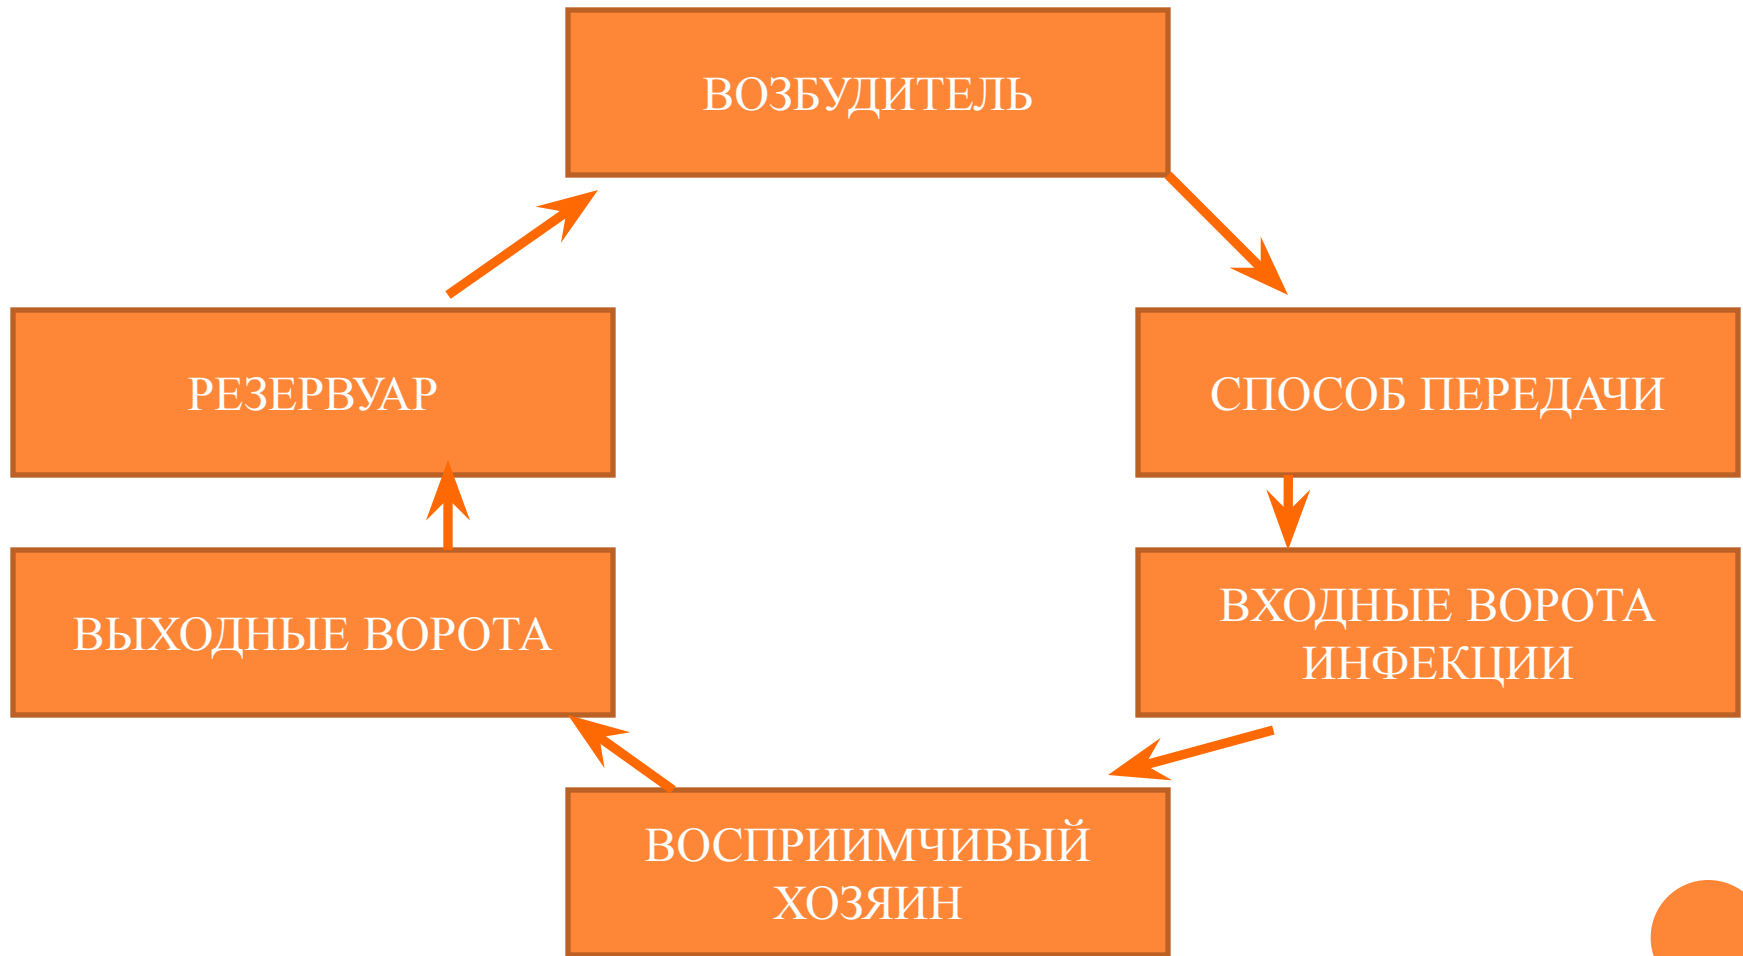 ВОЗБУДИТЕЛЬ
РЕЗЕРВУАР
СПОСОБ ПЕРЕДАЧИ
ВЫХОДНЫЕ ВОРОТА
ВХОДНЫЕ ВОРОТА
ИНФЕКЦИИ
ВОСПРИИМЧИВЫЙ
ХОЗЯИН